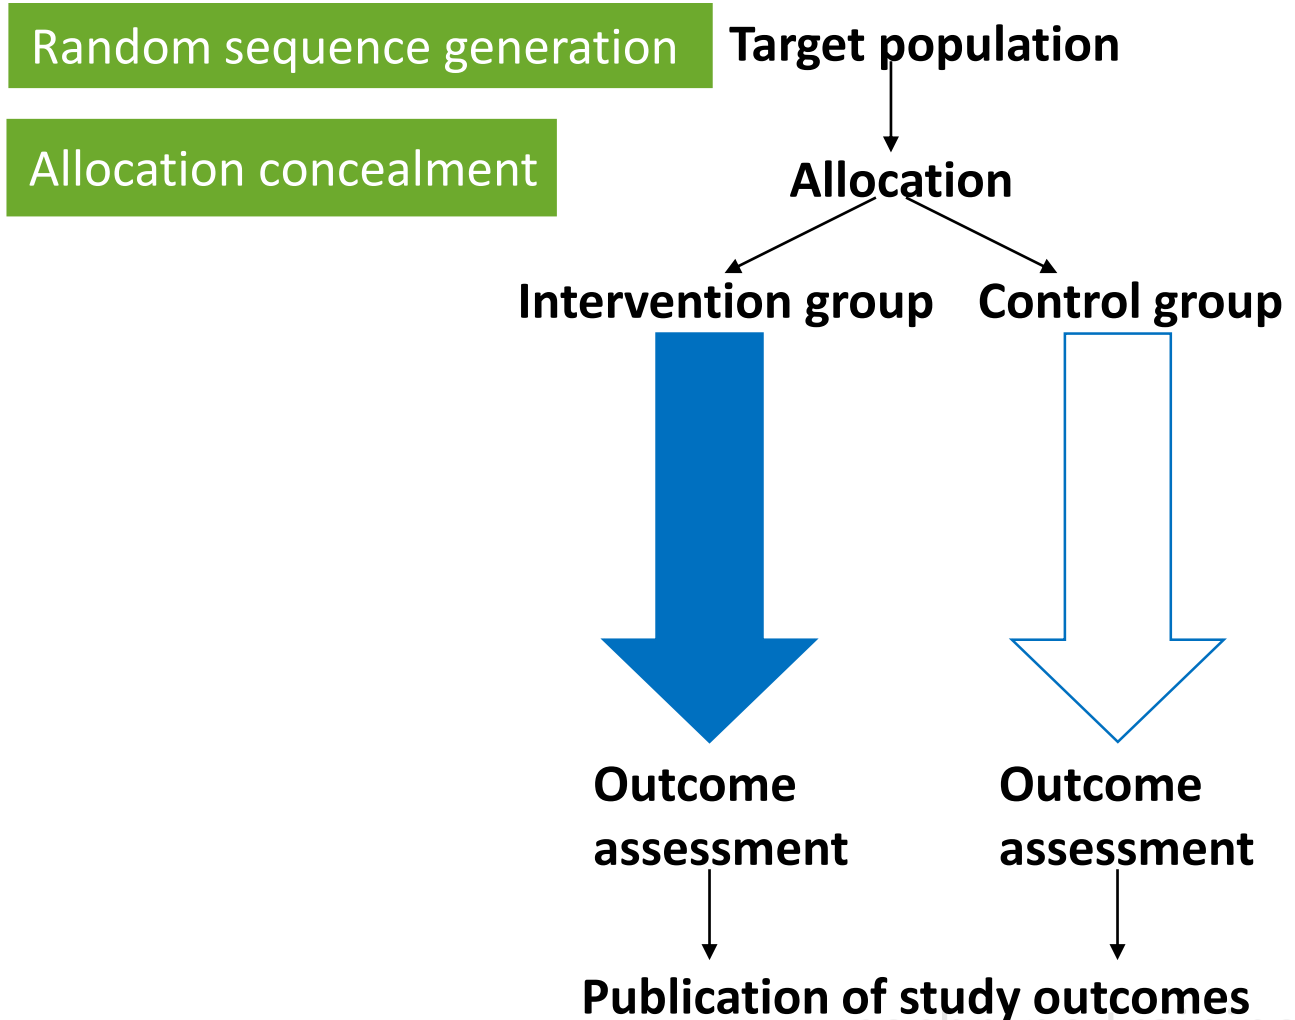 Random sequence generation
Target population
Allocation concealment
Allocation
Intervention group
Control group
Outcome
assessment
Outcome
assessment
Publication of study outcomes